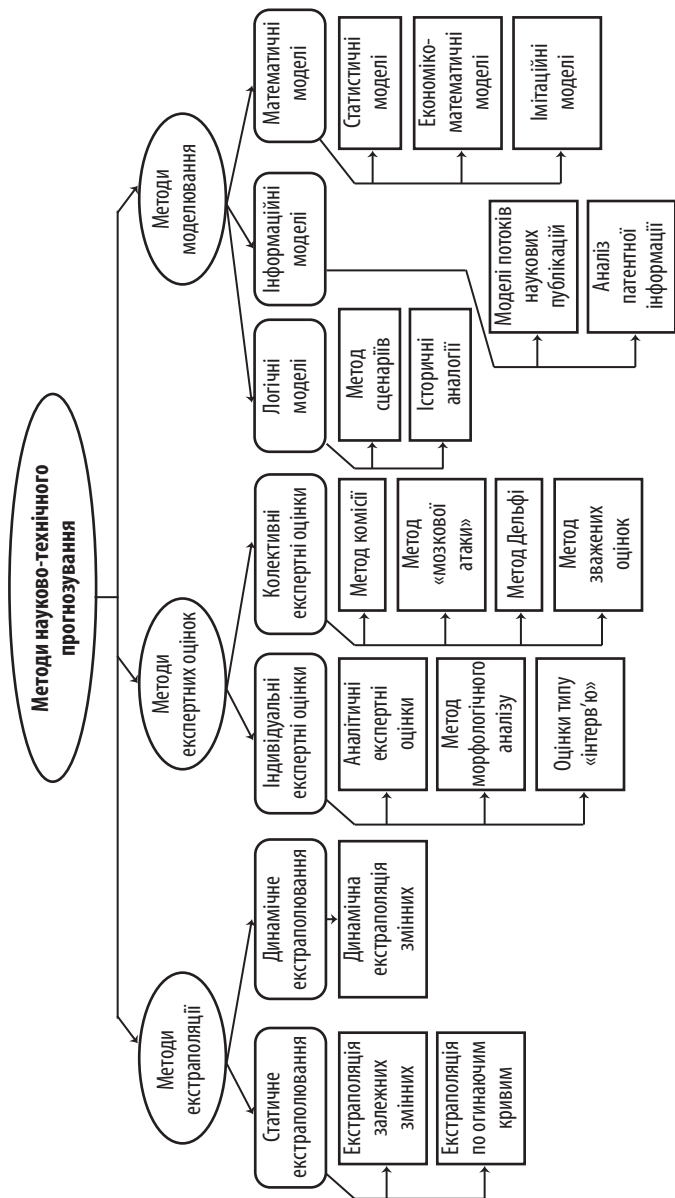 Методи науково-технічного
прогнозування
Методи
екстраполяції
Методи
експертних оцінок
Методи
моделювання
Статичне
екстраполювання
Динамічне
екстраполювання
Індивідуальні
експертні оцінки
Колективні
експертні оцінки
Логічні
моделі
Інформаційні
моделі
Математичні
моделі
Екстраполяція
залежних
змінних
Екстраполяція
по огинаючим
кривим
Динамічна
екстраполяція
змінних
Аналітичні
експертні
оцінки
Метод
морфологічного
аналізу
Оцінки типу
«інтерв’ю»
Метод комісії
Метод
«мозкової
атаки»
Метод Дельфі
Метод
зважених
оцінок
Метод
сценаріїв
Історичні
аналогії
Моделі потоків
наукових
публікацій
Аналіз
патентної
інформації
Статистичні
моделі
Економіко-
математичні
моделі
Імітаційні
моделі